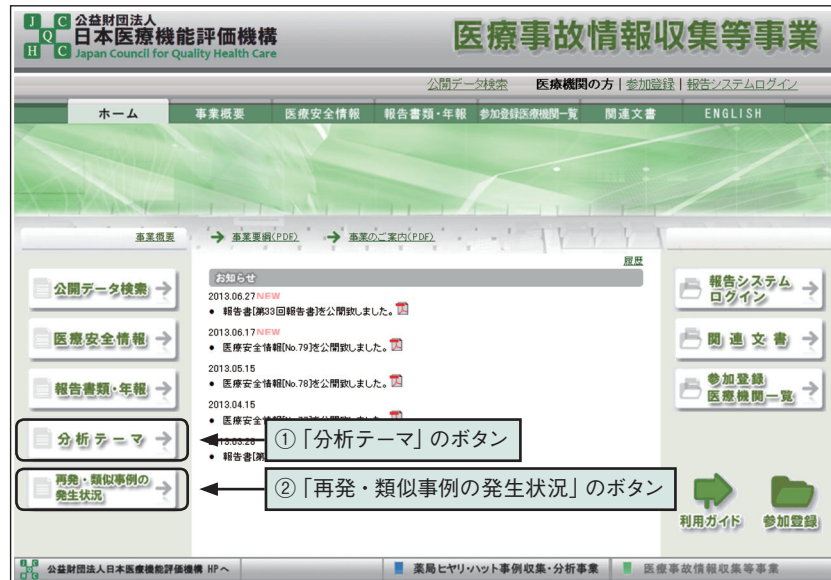 J Q H C C
公益財団法人
日本医療機能評価機構
Japan Council for Quality Health Care
医療事故情報収集等事業
公開データ検索 医療機関の方 | 参加登録 | 報告システムログイン
ホーム 事業概要 医療安全情報 報告書類・年報 参加登録医療機関一覧 関連文書 ENGLISH
事業概要 事業要綱(PDF) 事業のご案内(PDF)
履歴
お知らせ
2013.06.27NEW
• 報告書[第33回報告書]を公開致しました。
2013.06.17NEW
• 医療安全情報[No.79]を公開致しました。
2013.05.15
• 医療安全情報[No.78]を公開致しました。
2013.04.15
• 医療安全情報
2013.03.28
• 報告書[第
公開データ検索
医療安全情報
報告書類・年報
分析テーマ
再発・類似事例の
発生状況
①「分析テーマ」のボタン
②「再発・類似事例の発生状況」のボタン
報告システム
ログイン
関連文書
参加登録
医療機関一覧
利用ガイド 参加登録
公益財団法人日本医療機能評価機構 HPへ 薬局ヒヤリ・ハット事例収集・分析事業 医療事故情報収集等事業